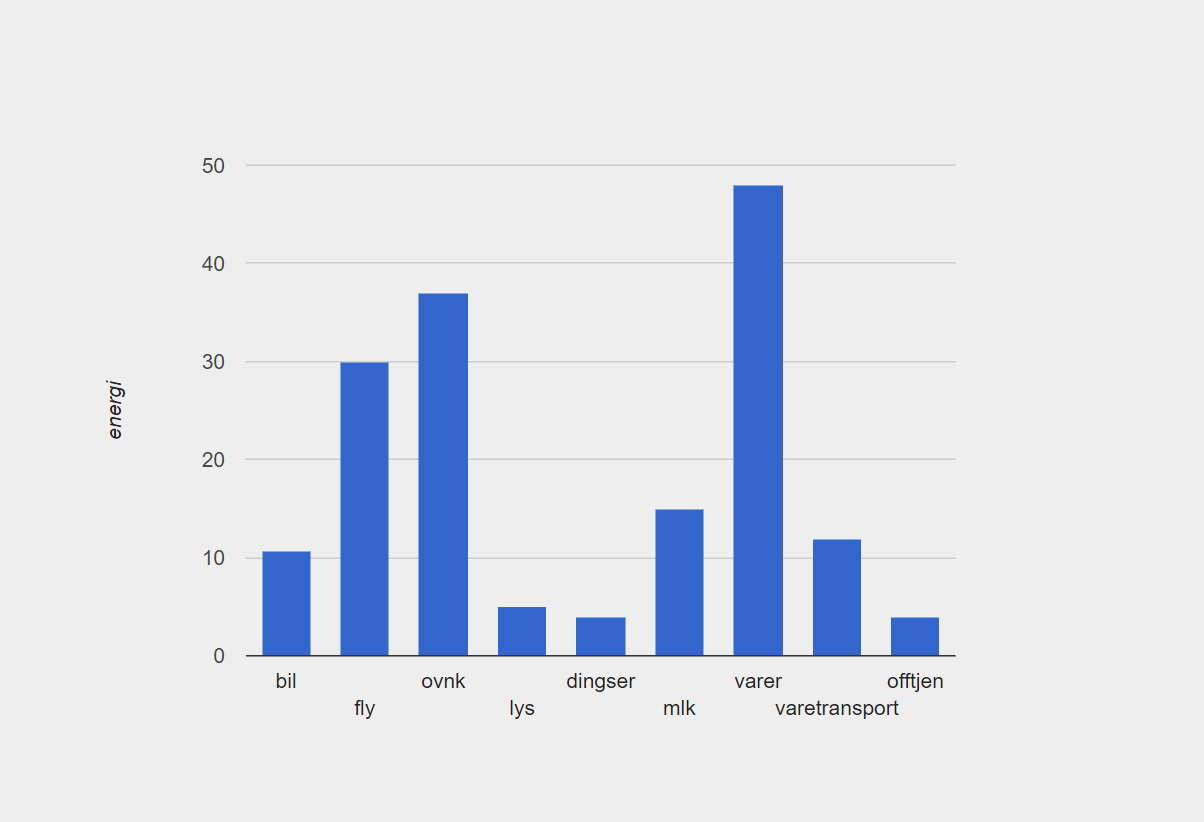 50
40
30
20
10
0
energi
bil
fly
ovnk
lys
dingser
mlk
varer
varetransport
offtjen